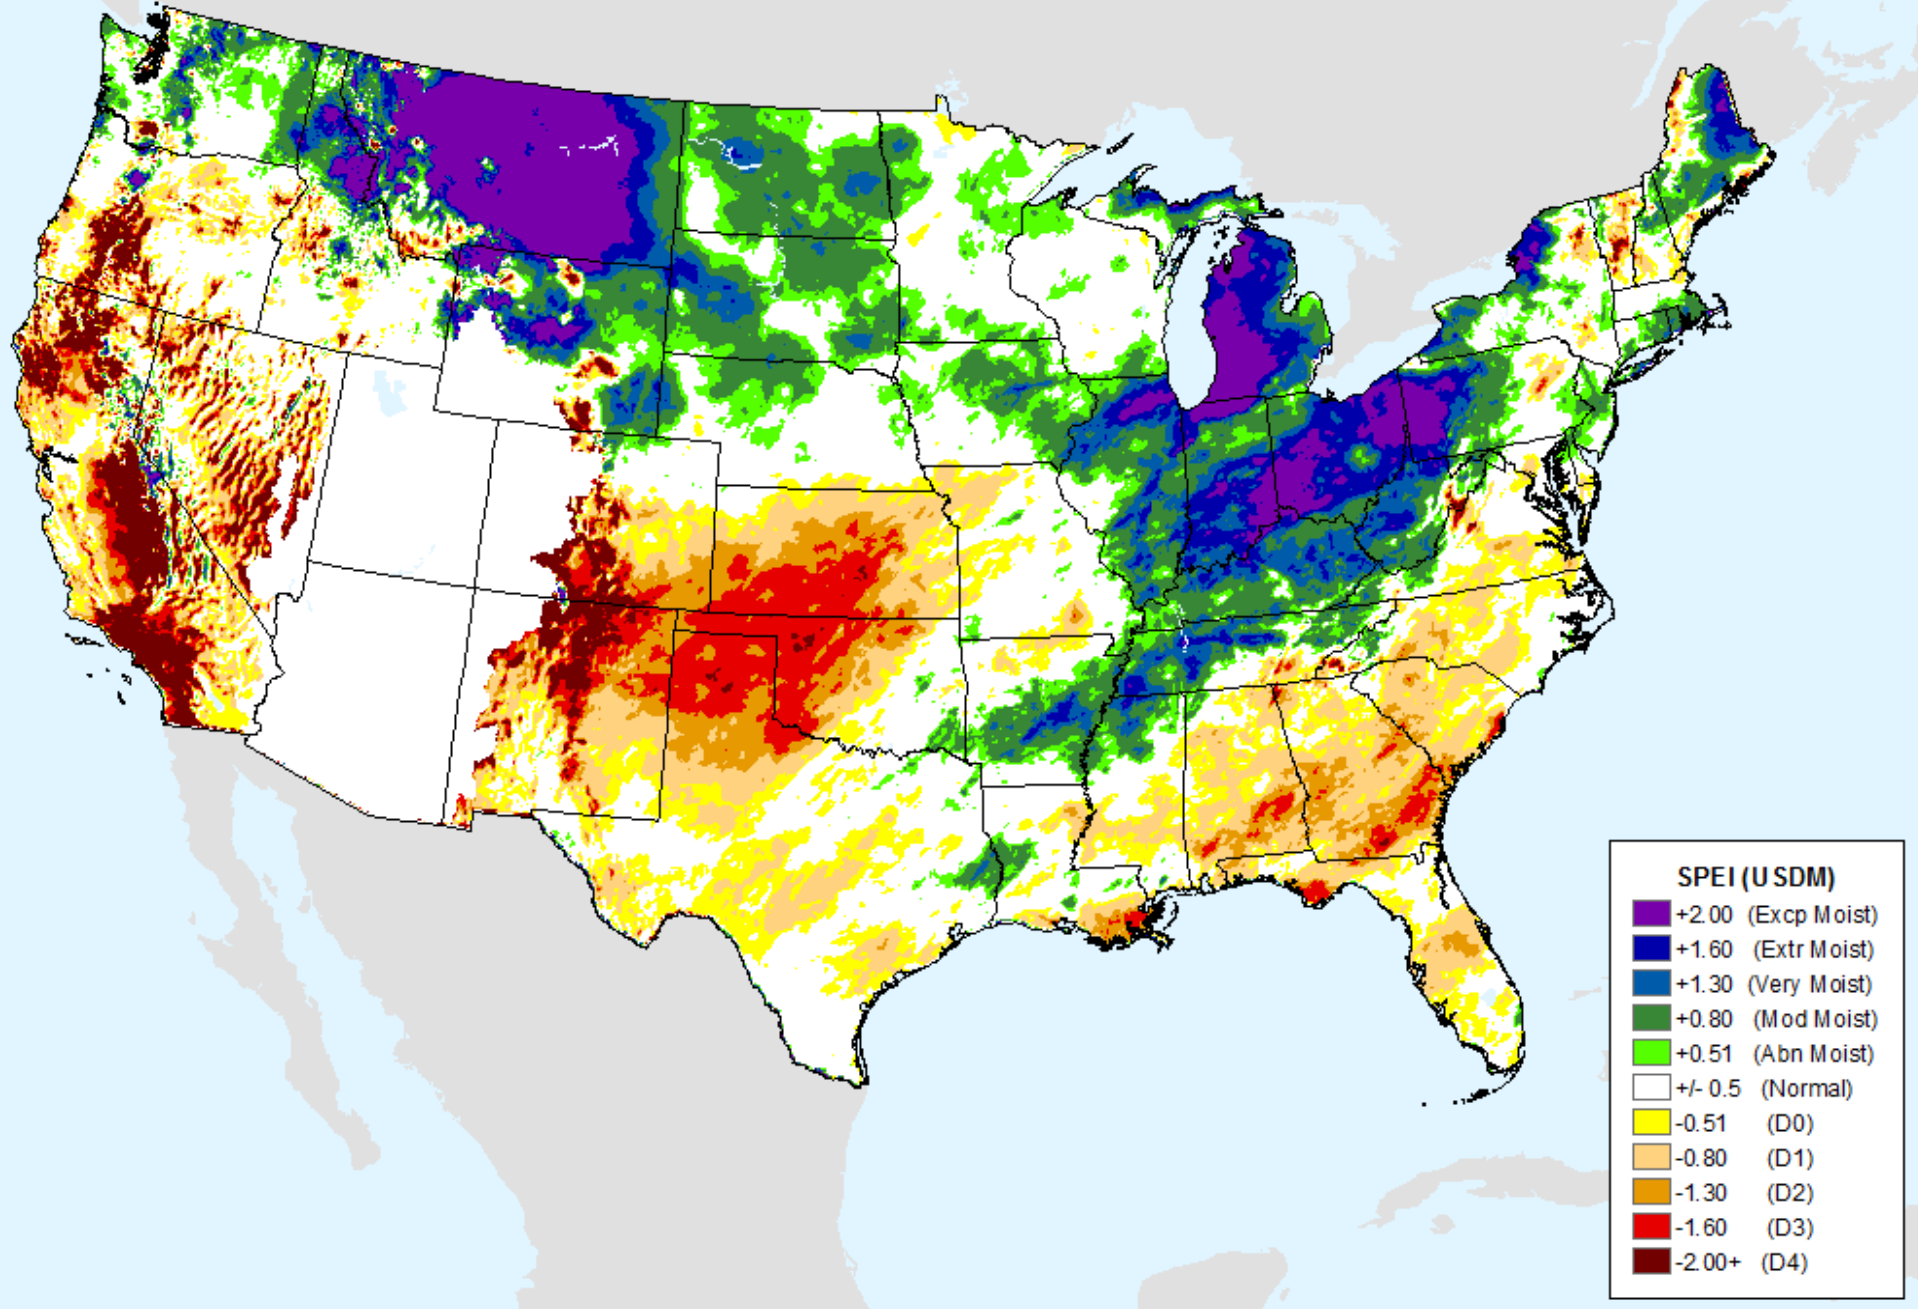 SPEI (USDM)
+2.00 (Excp Moist)
+1.60 (Extr Moist)
+1.30 (Very Moist)
+0.80 (Mod Moist)
+0.51 (Abn Moist)
+/- 0.5 (Normal)
-0.51 (D0)
-0.80 (D1)
-1.30 (D2)
-1.60 (D3)
-2.00+ (D4)